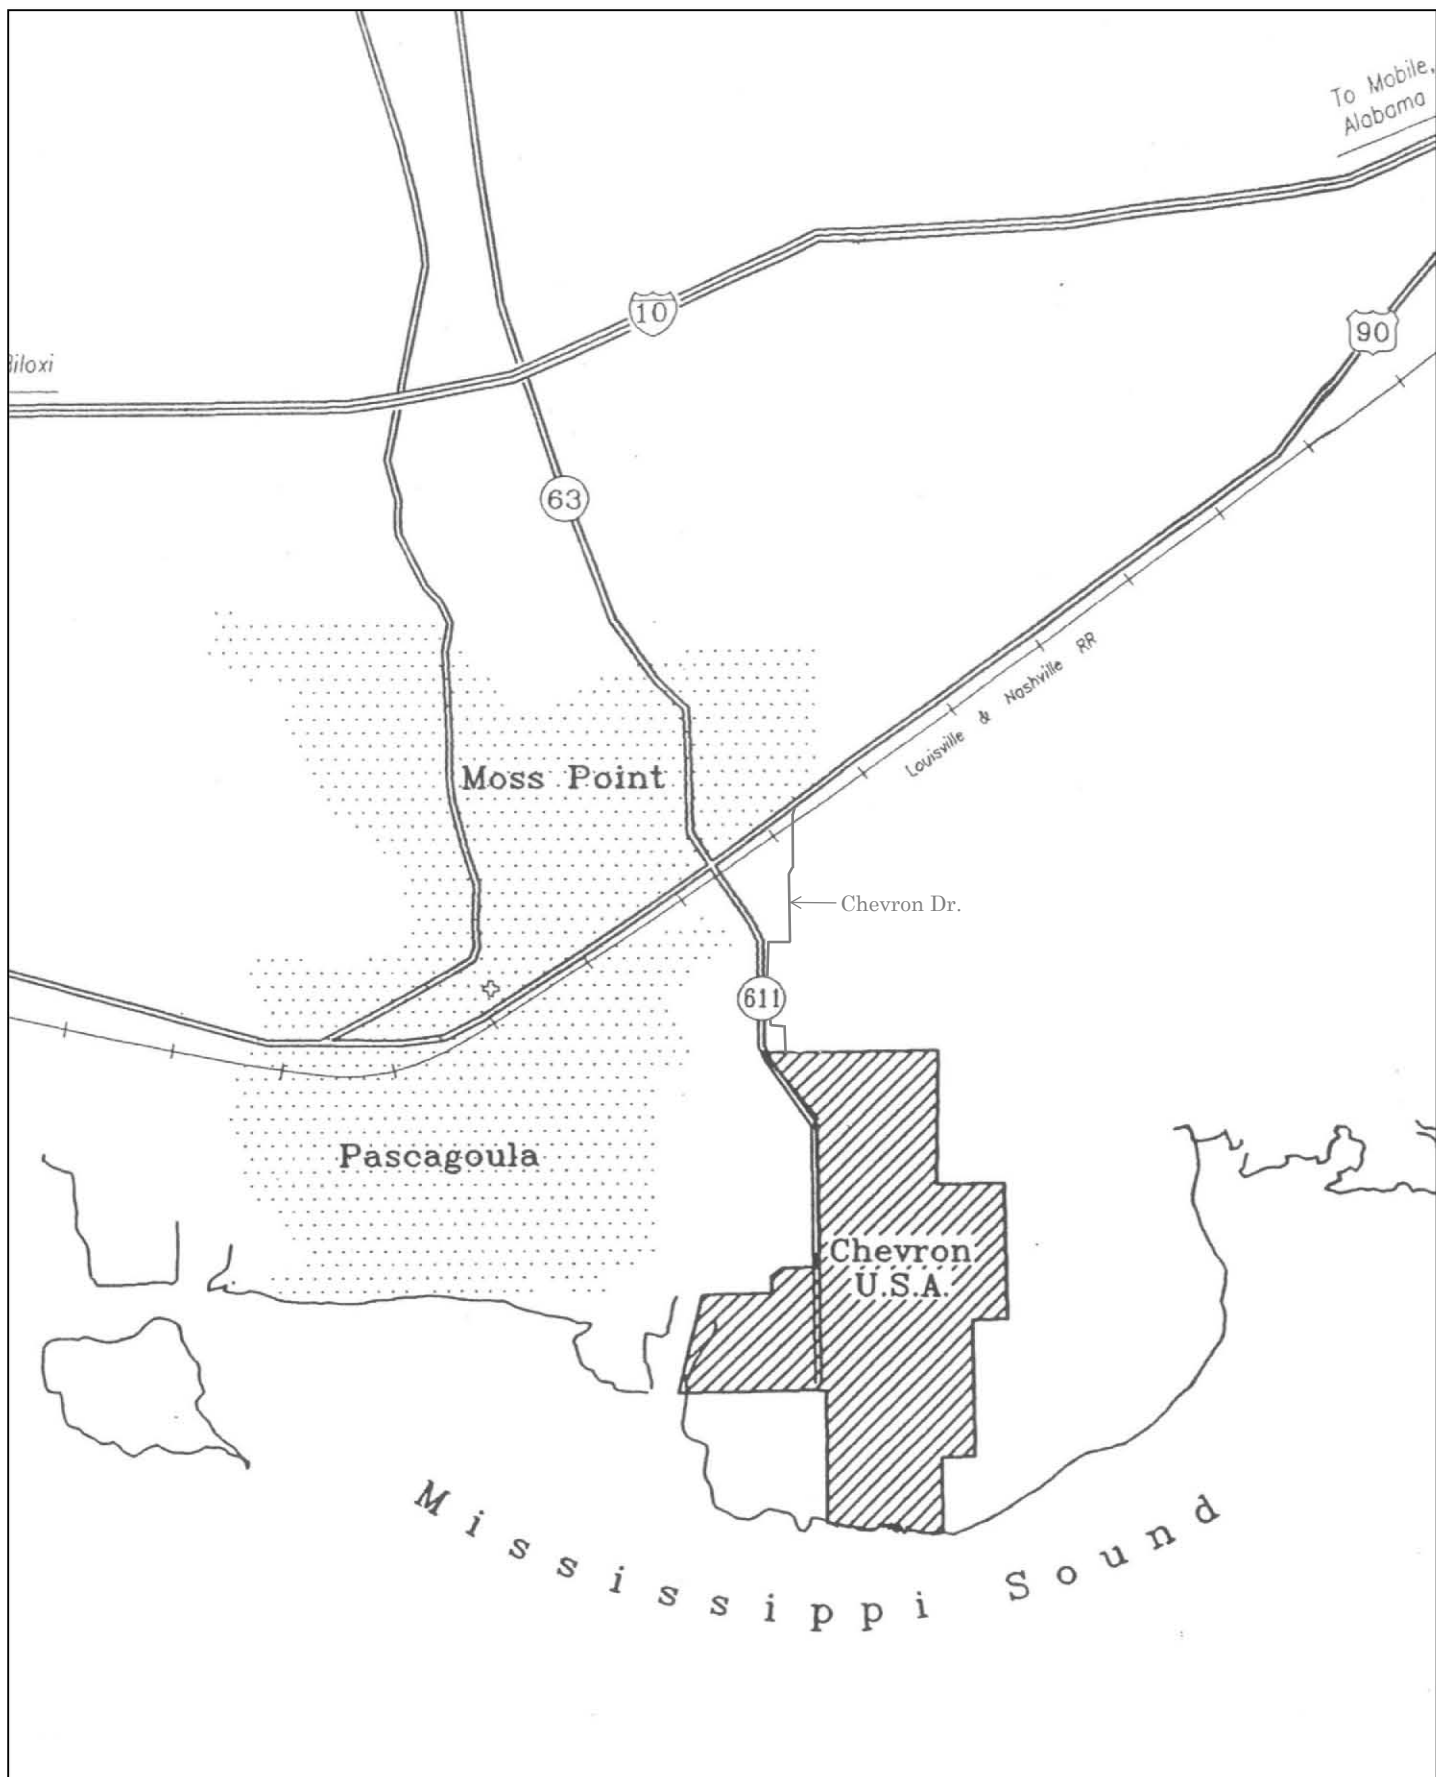 To Mobile,
Alabama
10
90
Biloxi
63
Louisville & Nashville RR
Moss Point
Chevron Dr.
611
Pascagoula
Chevron
U.S.A.
Mississippi Sound